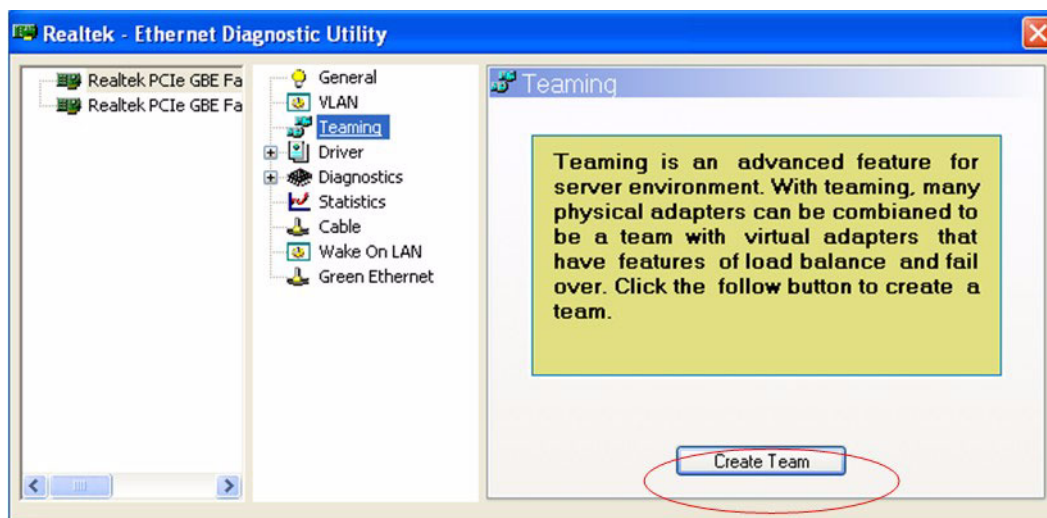 Realtek - Ethernet Diagnostic Utility
Realtek PCIe GBE Fa
Realtek PCIe GBE Fa
General
VLAN
Teaming
Driver
Diagnostics
Statistics
Cable
Wake On LAN
Green Ethernet
Teaming
Teaming is an advanced feature for
server environment. With teaming, many
physical adapters can be combianed to
be a team with virtual adapters that
have features of load balance and fail
over. Click the follow button to create a
team.
Create Team